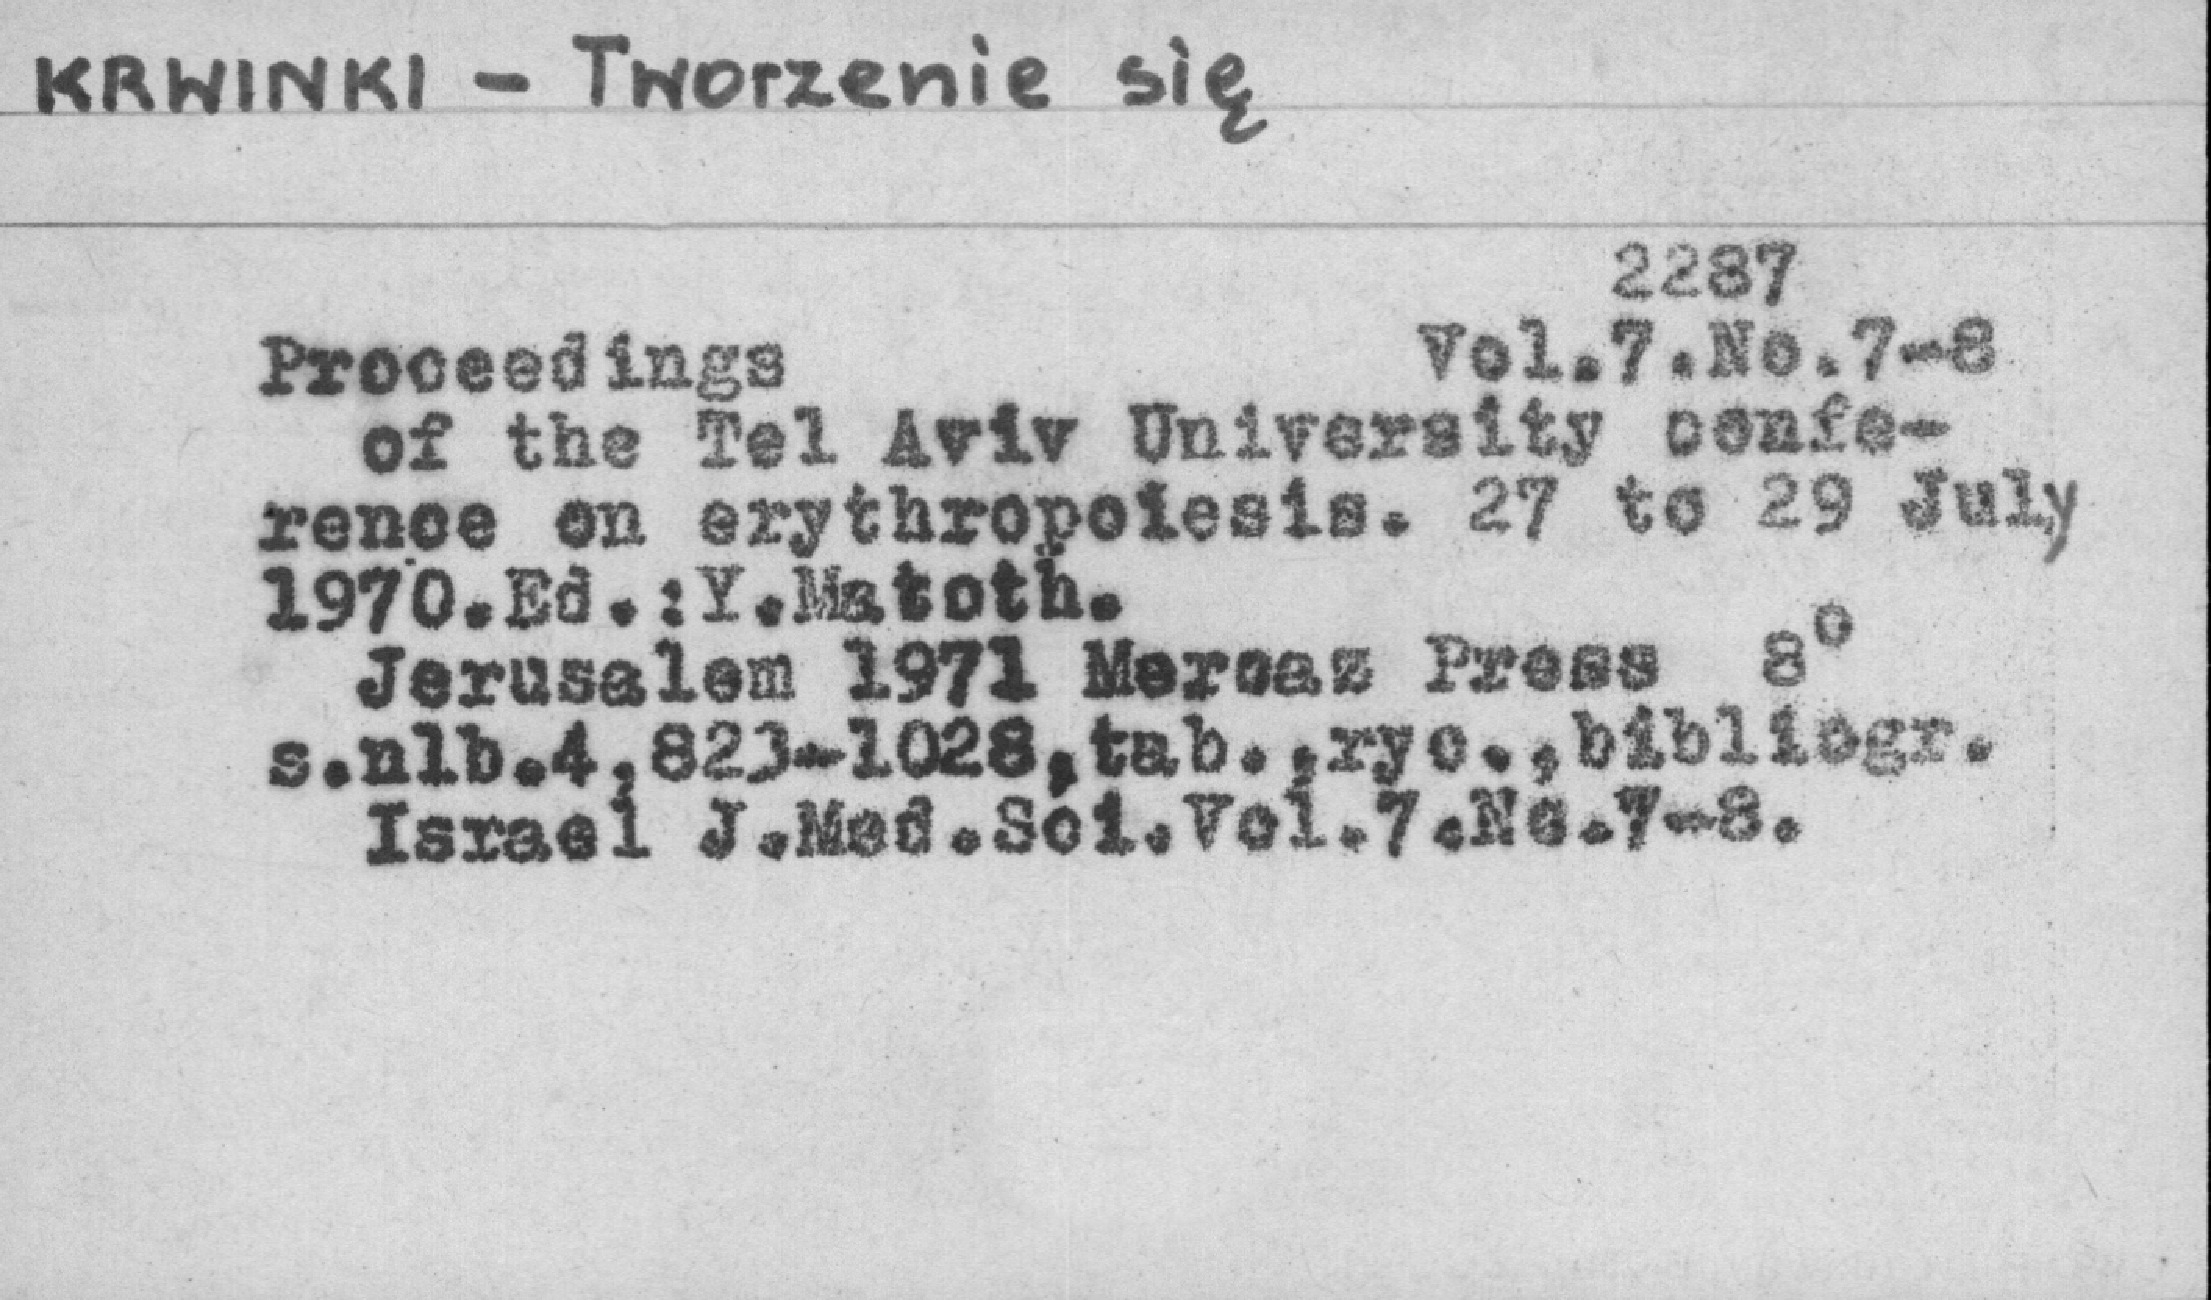 KRWINKI - Tworzenie się
2287
Proceedings Vol.7.No.7-8
of the Tel Aviv University confe-
rence on erythropoiesis. 27 to 29 July
1970.Ed.:Y.Matoth.
Jerusalem 1971 Mercaz Press 8°
s.nlb.4,823-1028,tab.,ryc.,bibliogr.
Israel J.Med.Sci.Vol.7.No.7-8.